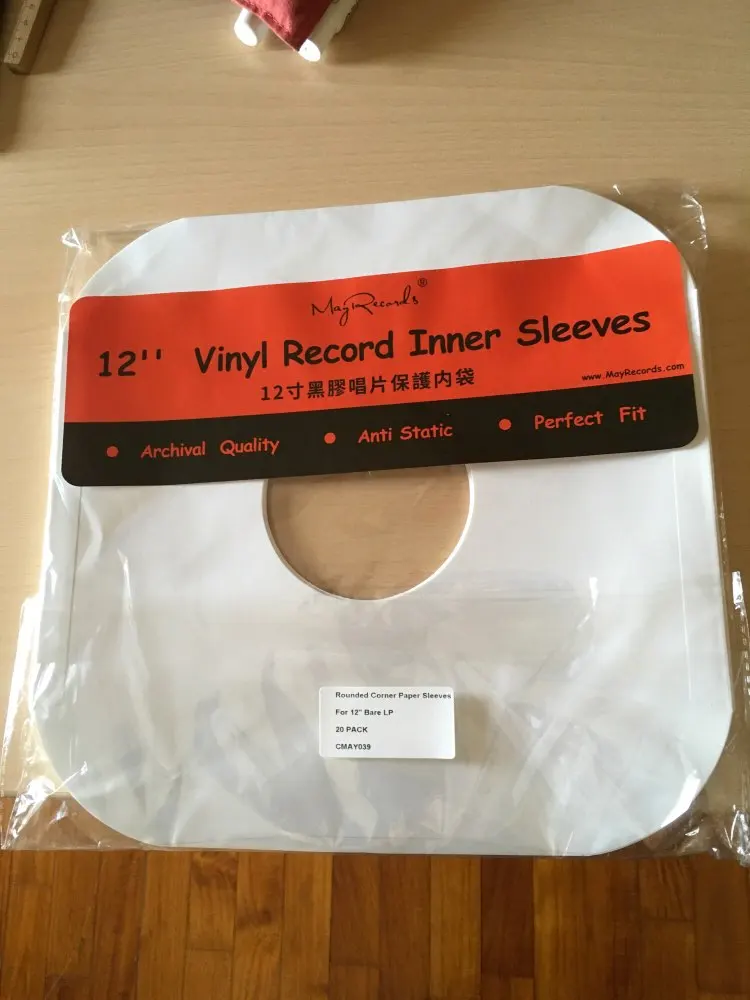 MayRecords®
12'' Vinyl Record Inner Sleeves
12寸黑膠唱片保護内袋
www.MayRecords.com
• Archival Quality • Anti Static • Perfect Fit
Rounded Corner Paper Sleeves
For 12" Bare LP
20 PACK
CMAY039